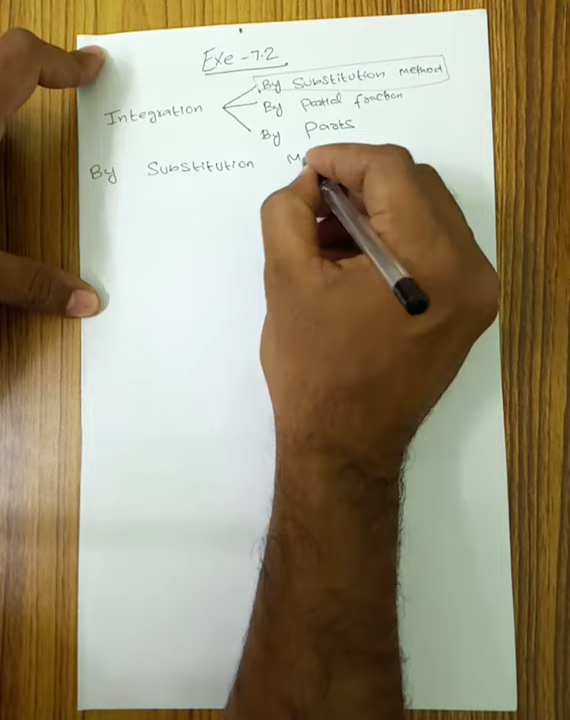 Exe - 7.2
By Substitution Method
Integration
By Partial fraction
By Parts
By Substitution M